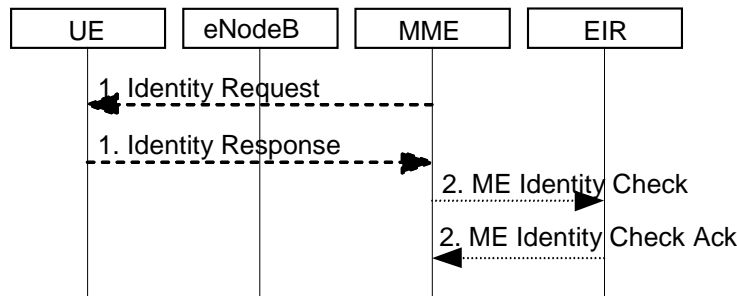 UE eNodeB MME EIR
1. Identity Request
1. Identity Response
2. ME Identity Check
2. ME Identity Check Ack